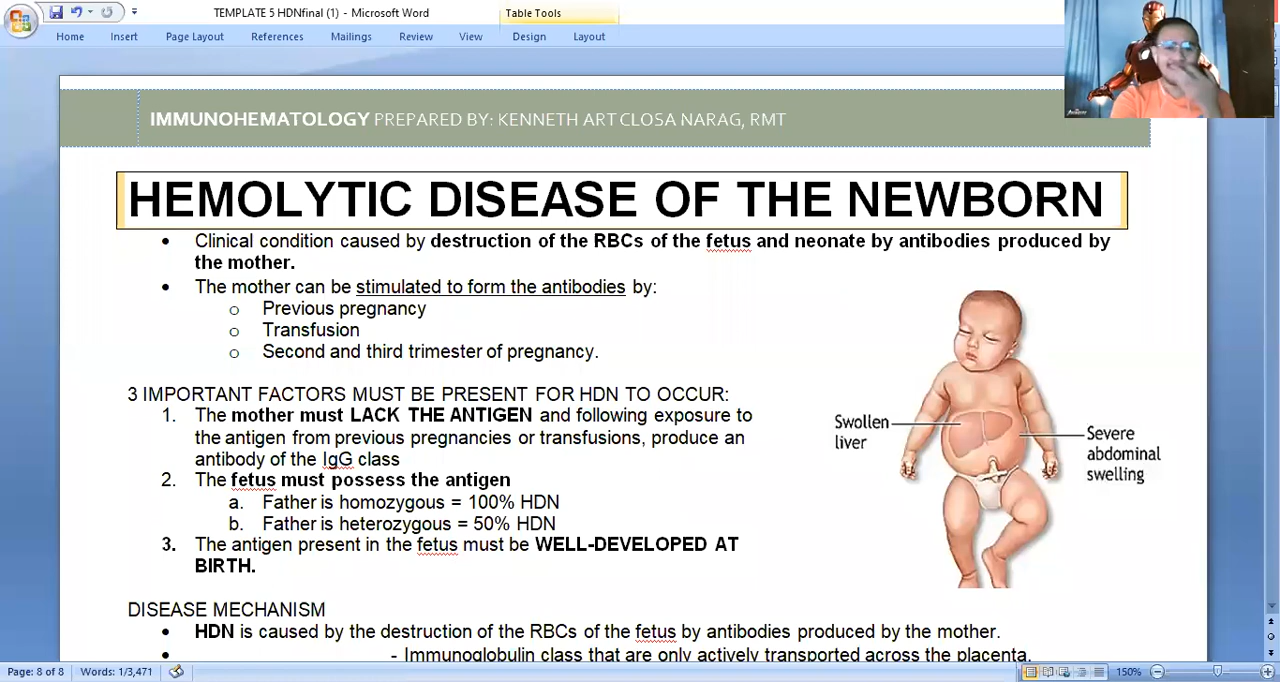 TEMPLATE 5 HDNfinal (1) - Microsoft Word
Table Tools
Home Insert Page Layout References Mailings Review View Design Layout
IMMUNOHEMATOLOGY PREPARED BY: KENNETH ART CLOSA NARAG, RMT
HEMOLYTIC DISEASE OF THE NEWBORN
• Clinical condition caused by destruction of the RBCs of the fetus and neonate by antibodies produced by
the mother.
• The mother can be stimulated to form the antibodies by:
o Previous pregnancy
o Transfusion
o Second and third trimester of pregnancy.
3 IMPORTANT FACTORS MUST BE PRESENT FOR HDN TO OCCUR:
1. The mother must LACK THE ANTIGEN and following exposure to
the antigen from previous pregnancies or transfusions, produce an
antibody of the IgG class
2. The fetus must possess the antigen
a. Father is homozygous = 100% HDN
b. Father is heterozygous = 50% HDN
3. The antigen present in the fetus must be WELL-DEVELOPED AT
BIRTH.
Swollen
liver
Severe
abdominal
swelling
DISEASE MECHANISM
• HDN is caused by the destruction of the RBCs of the fetus by antibodies produced by the mother.
• - Immunoglobulin class that are only actively transported across the placenta.
Page: 8 of 8 Words: 1/3,471 150%